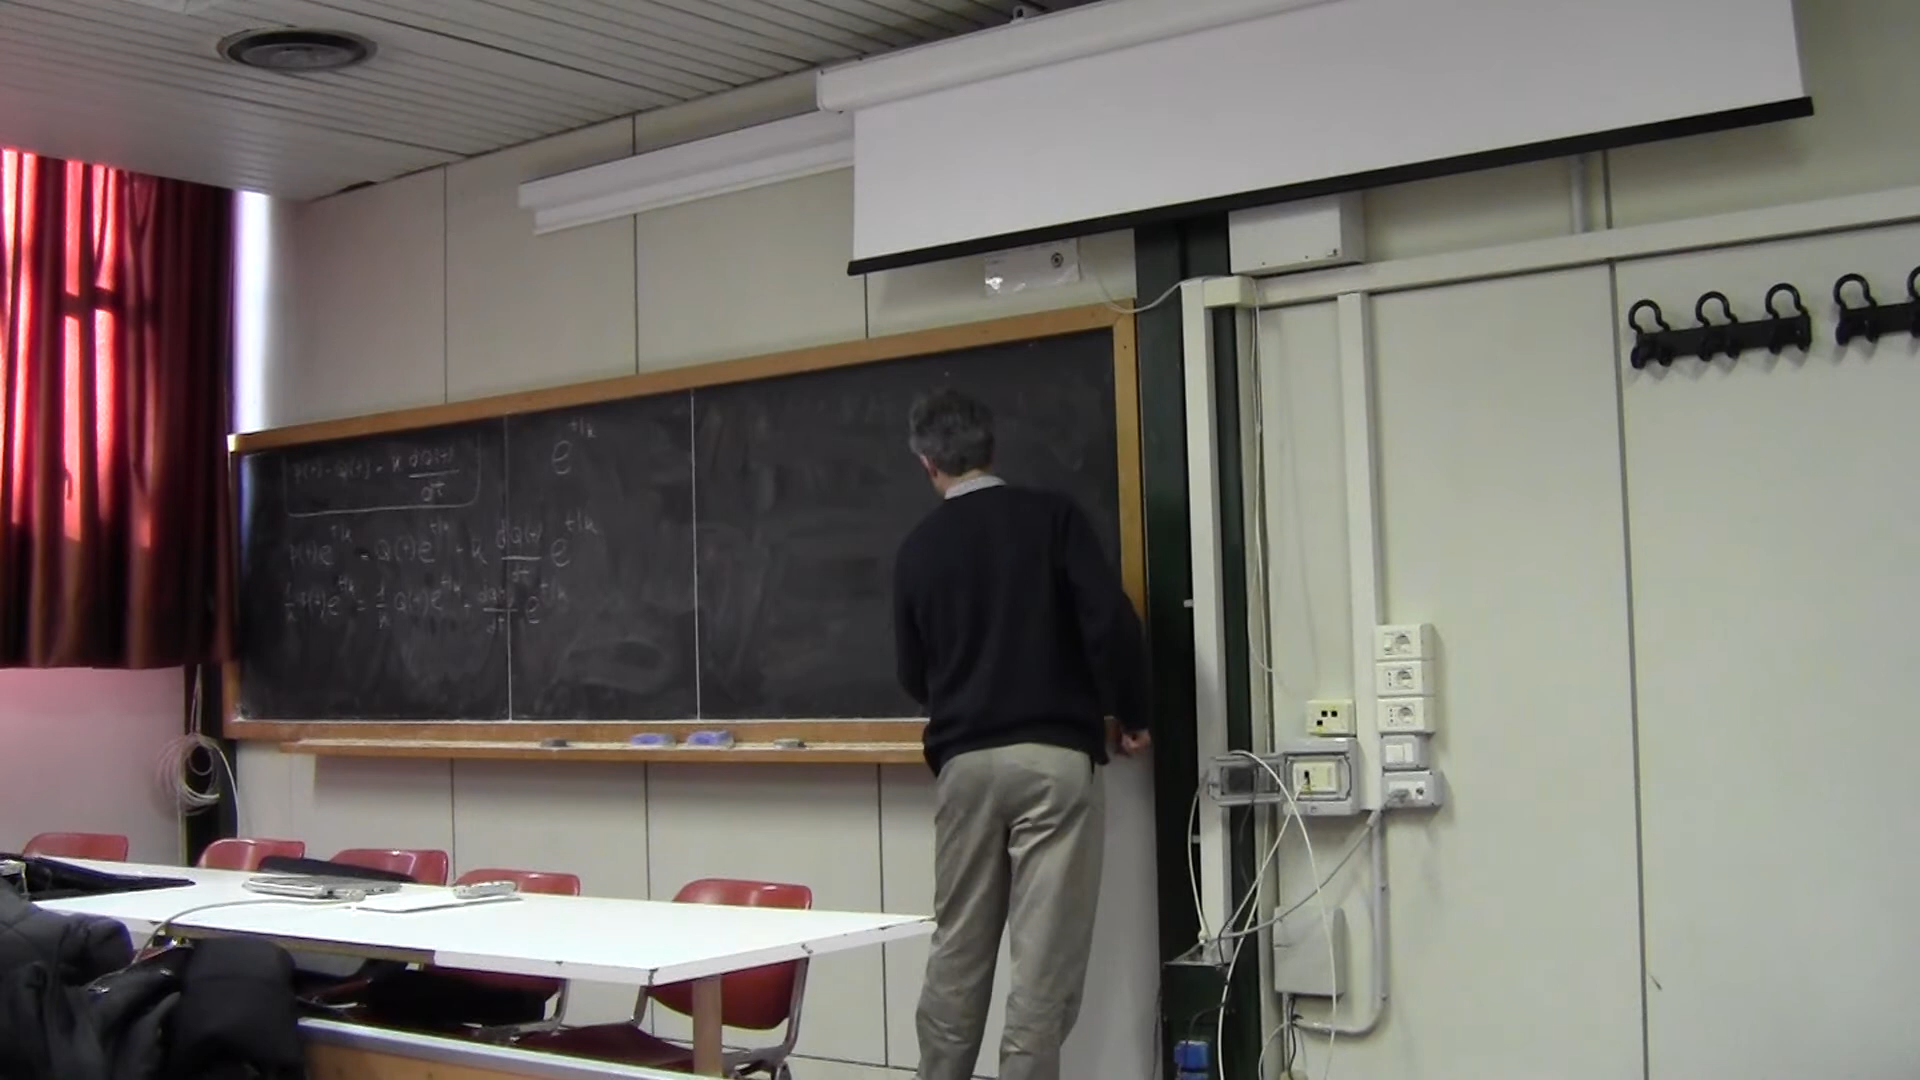 P(t) - Q(t) = k dQ(t)/dt
e^{t/k}
P(t)e^{t/k} = Q(t)e^{t/k} + k dQ(t)/dt e^{t/k}
1/k P(t)e^{t/k} = 1/k Q(t)e^{t/k} + dQ(t)/dt e^{t/k}